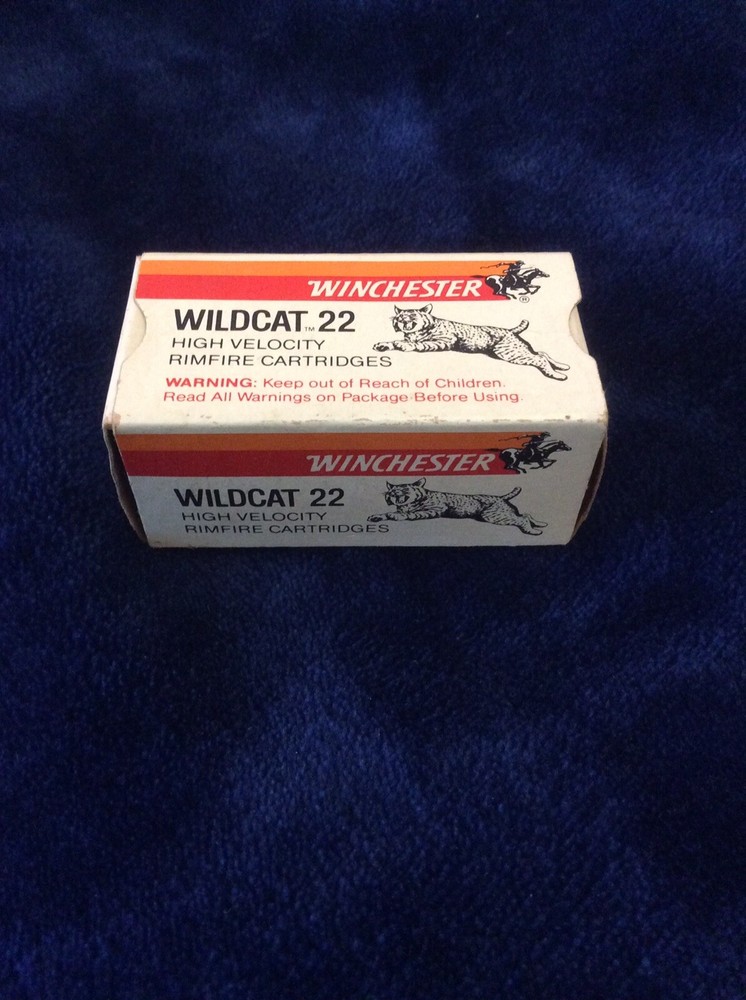 WINCHESTER
®
WILDCAT™ 22
HIGH VELOCITY
RIMFIRE CARTRIDGES
WARNING: Keep out of Reach of Children.
Read All Warnings on Package Before Using.
WINCHESTER
WILDCAT 22
HIGH VELOCITY
RIMFIRE CARTRIDGES